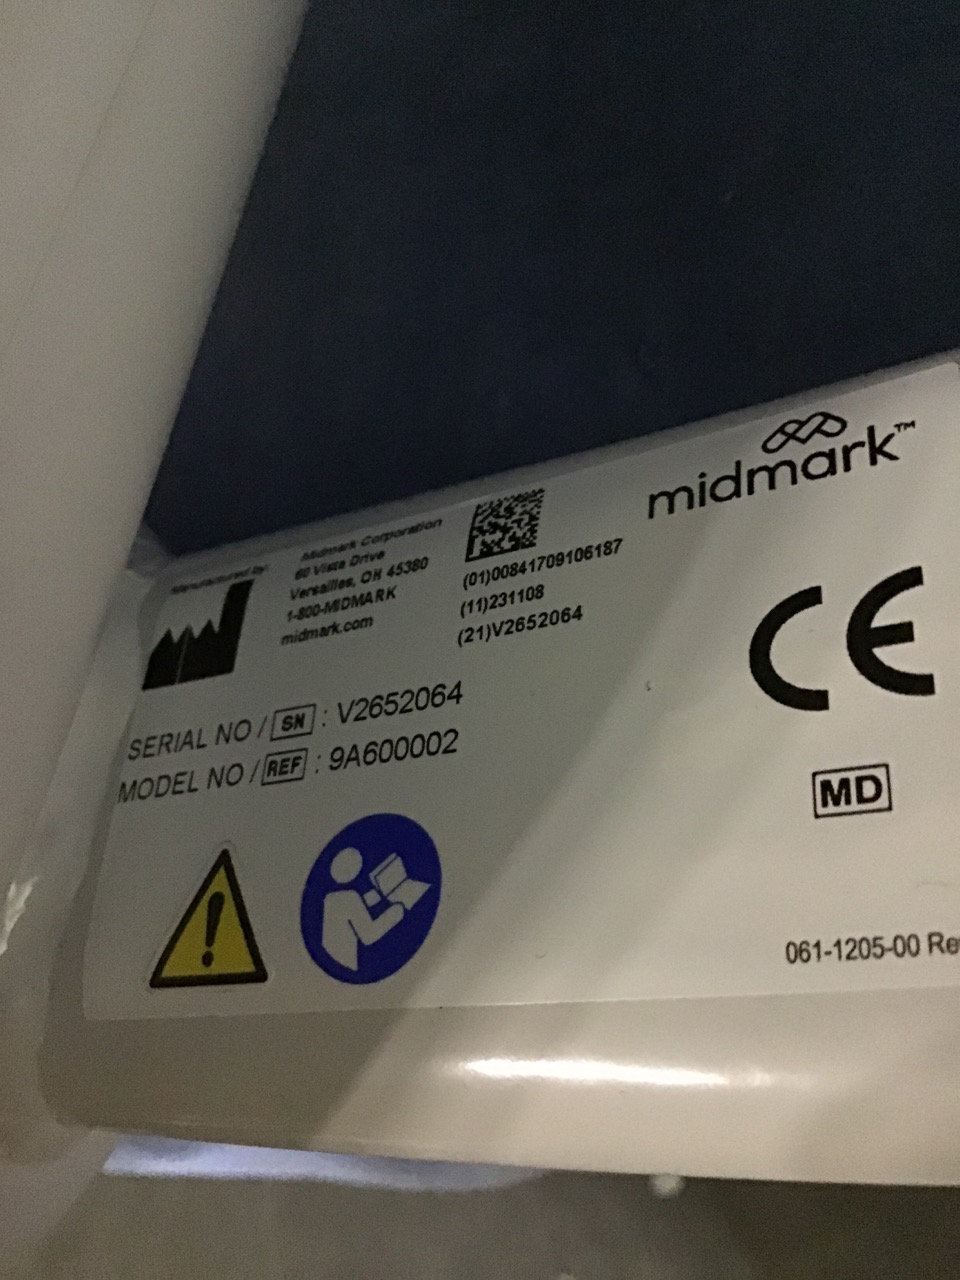 midmark™
Manufactured by:
Midmark Corporation
60 Vista Drive
Versailles, OH 45380
1-800-MIDMARK
midmark.com
(01)00841709106187
(11)231108
(21)V2652064
CE
SERIAL NO / SN : V2652064
MODEL NO / REF : 9A600002
MD
061-1205-00 Re